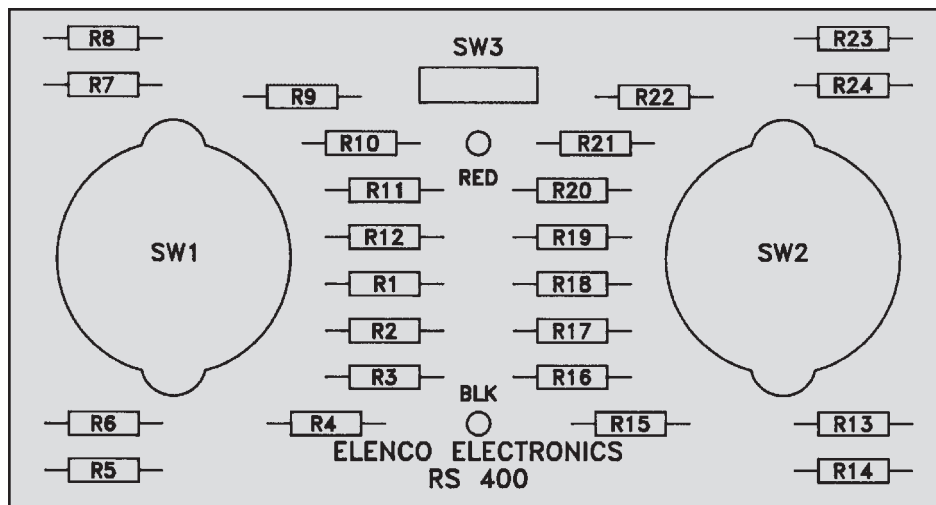 R8
R23
SW3
R7
R24
R9
R22
R10
R21
RED
R11
R20
R12
R19
SW1
SW2
R1
R18
R2
R17
R3
R16
BLK
R6
R4
R15
R13
ELENCO ELECTRONICS
R5
R14
RS 400